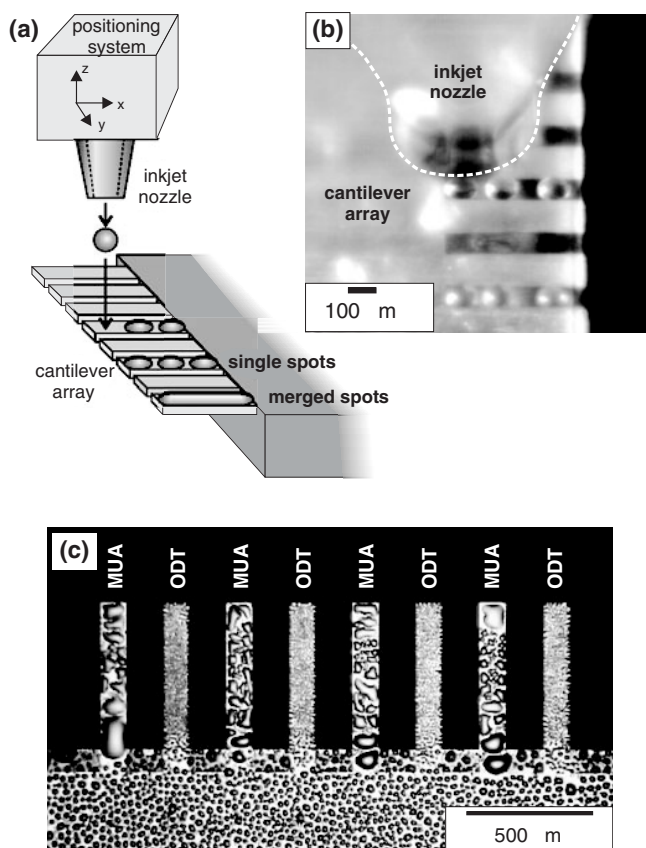 (a)
positioning
system
z
x
y
inkjet
nozzle
cantilever
array
single spots
merged spots
(b)
inkjet
nozzle
cantilever
array
100 m
(c)
MUA
ODT
MUA
ODT
MUA
ODT
MUA
ODT
500 m